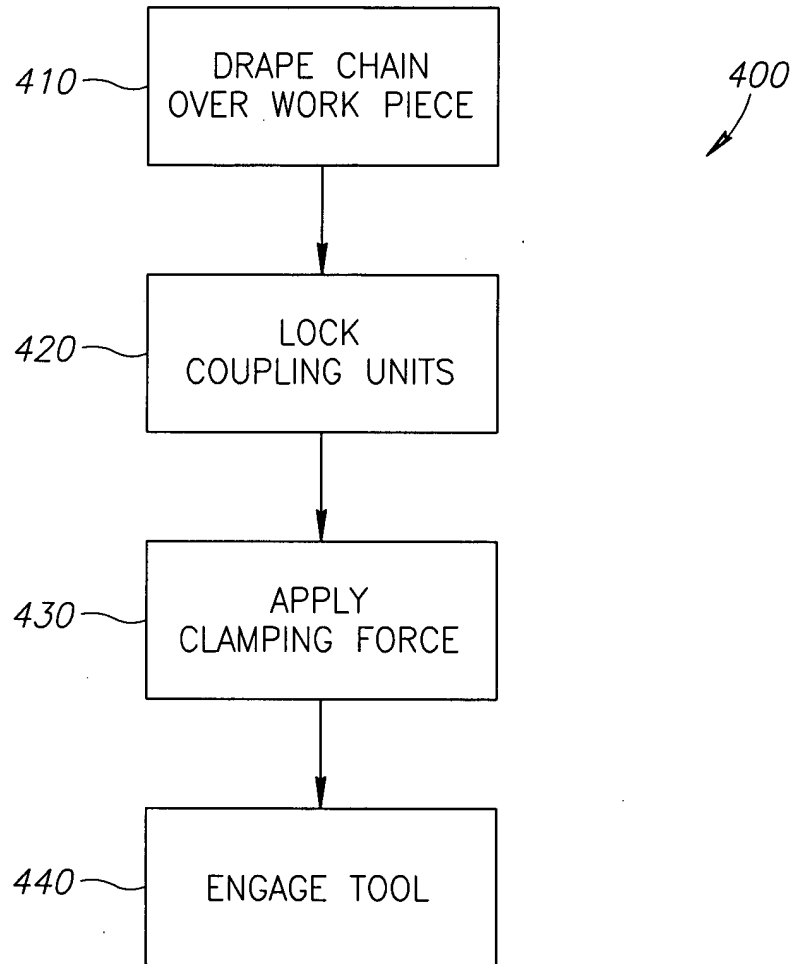 410
DRAPE CHAIN
OVER WORK PIECE
400
420
LOCK
COUPLING UNITS
430
APPLY
CLAMPING FORCE
440
ENGAGE TOOL